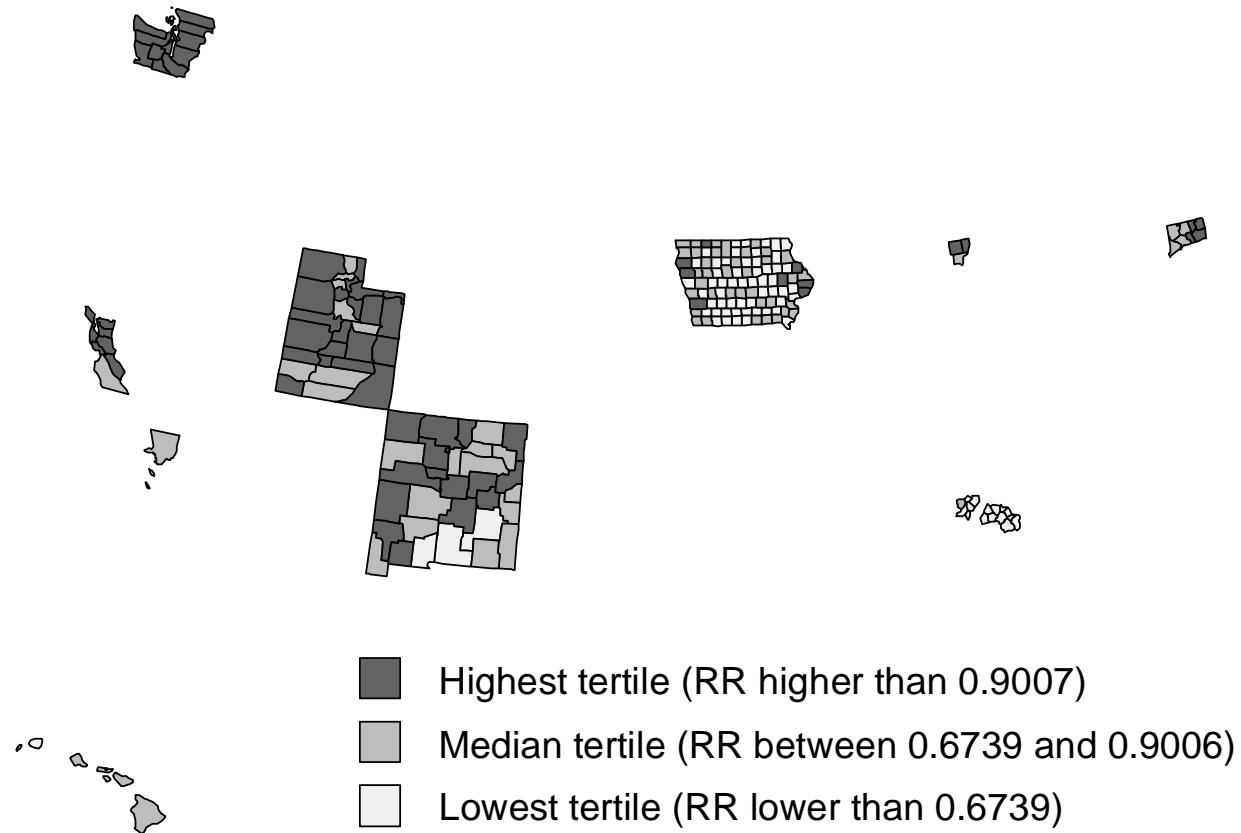 Highest tertile (RR higher than 0.9007)
Median tertile (RR between 0.6739 and 0.9006)
Lowest tertile (RR lower than 0.6739)